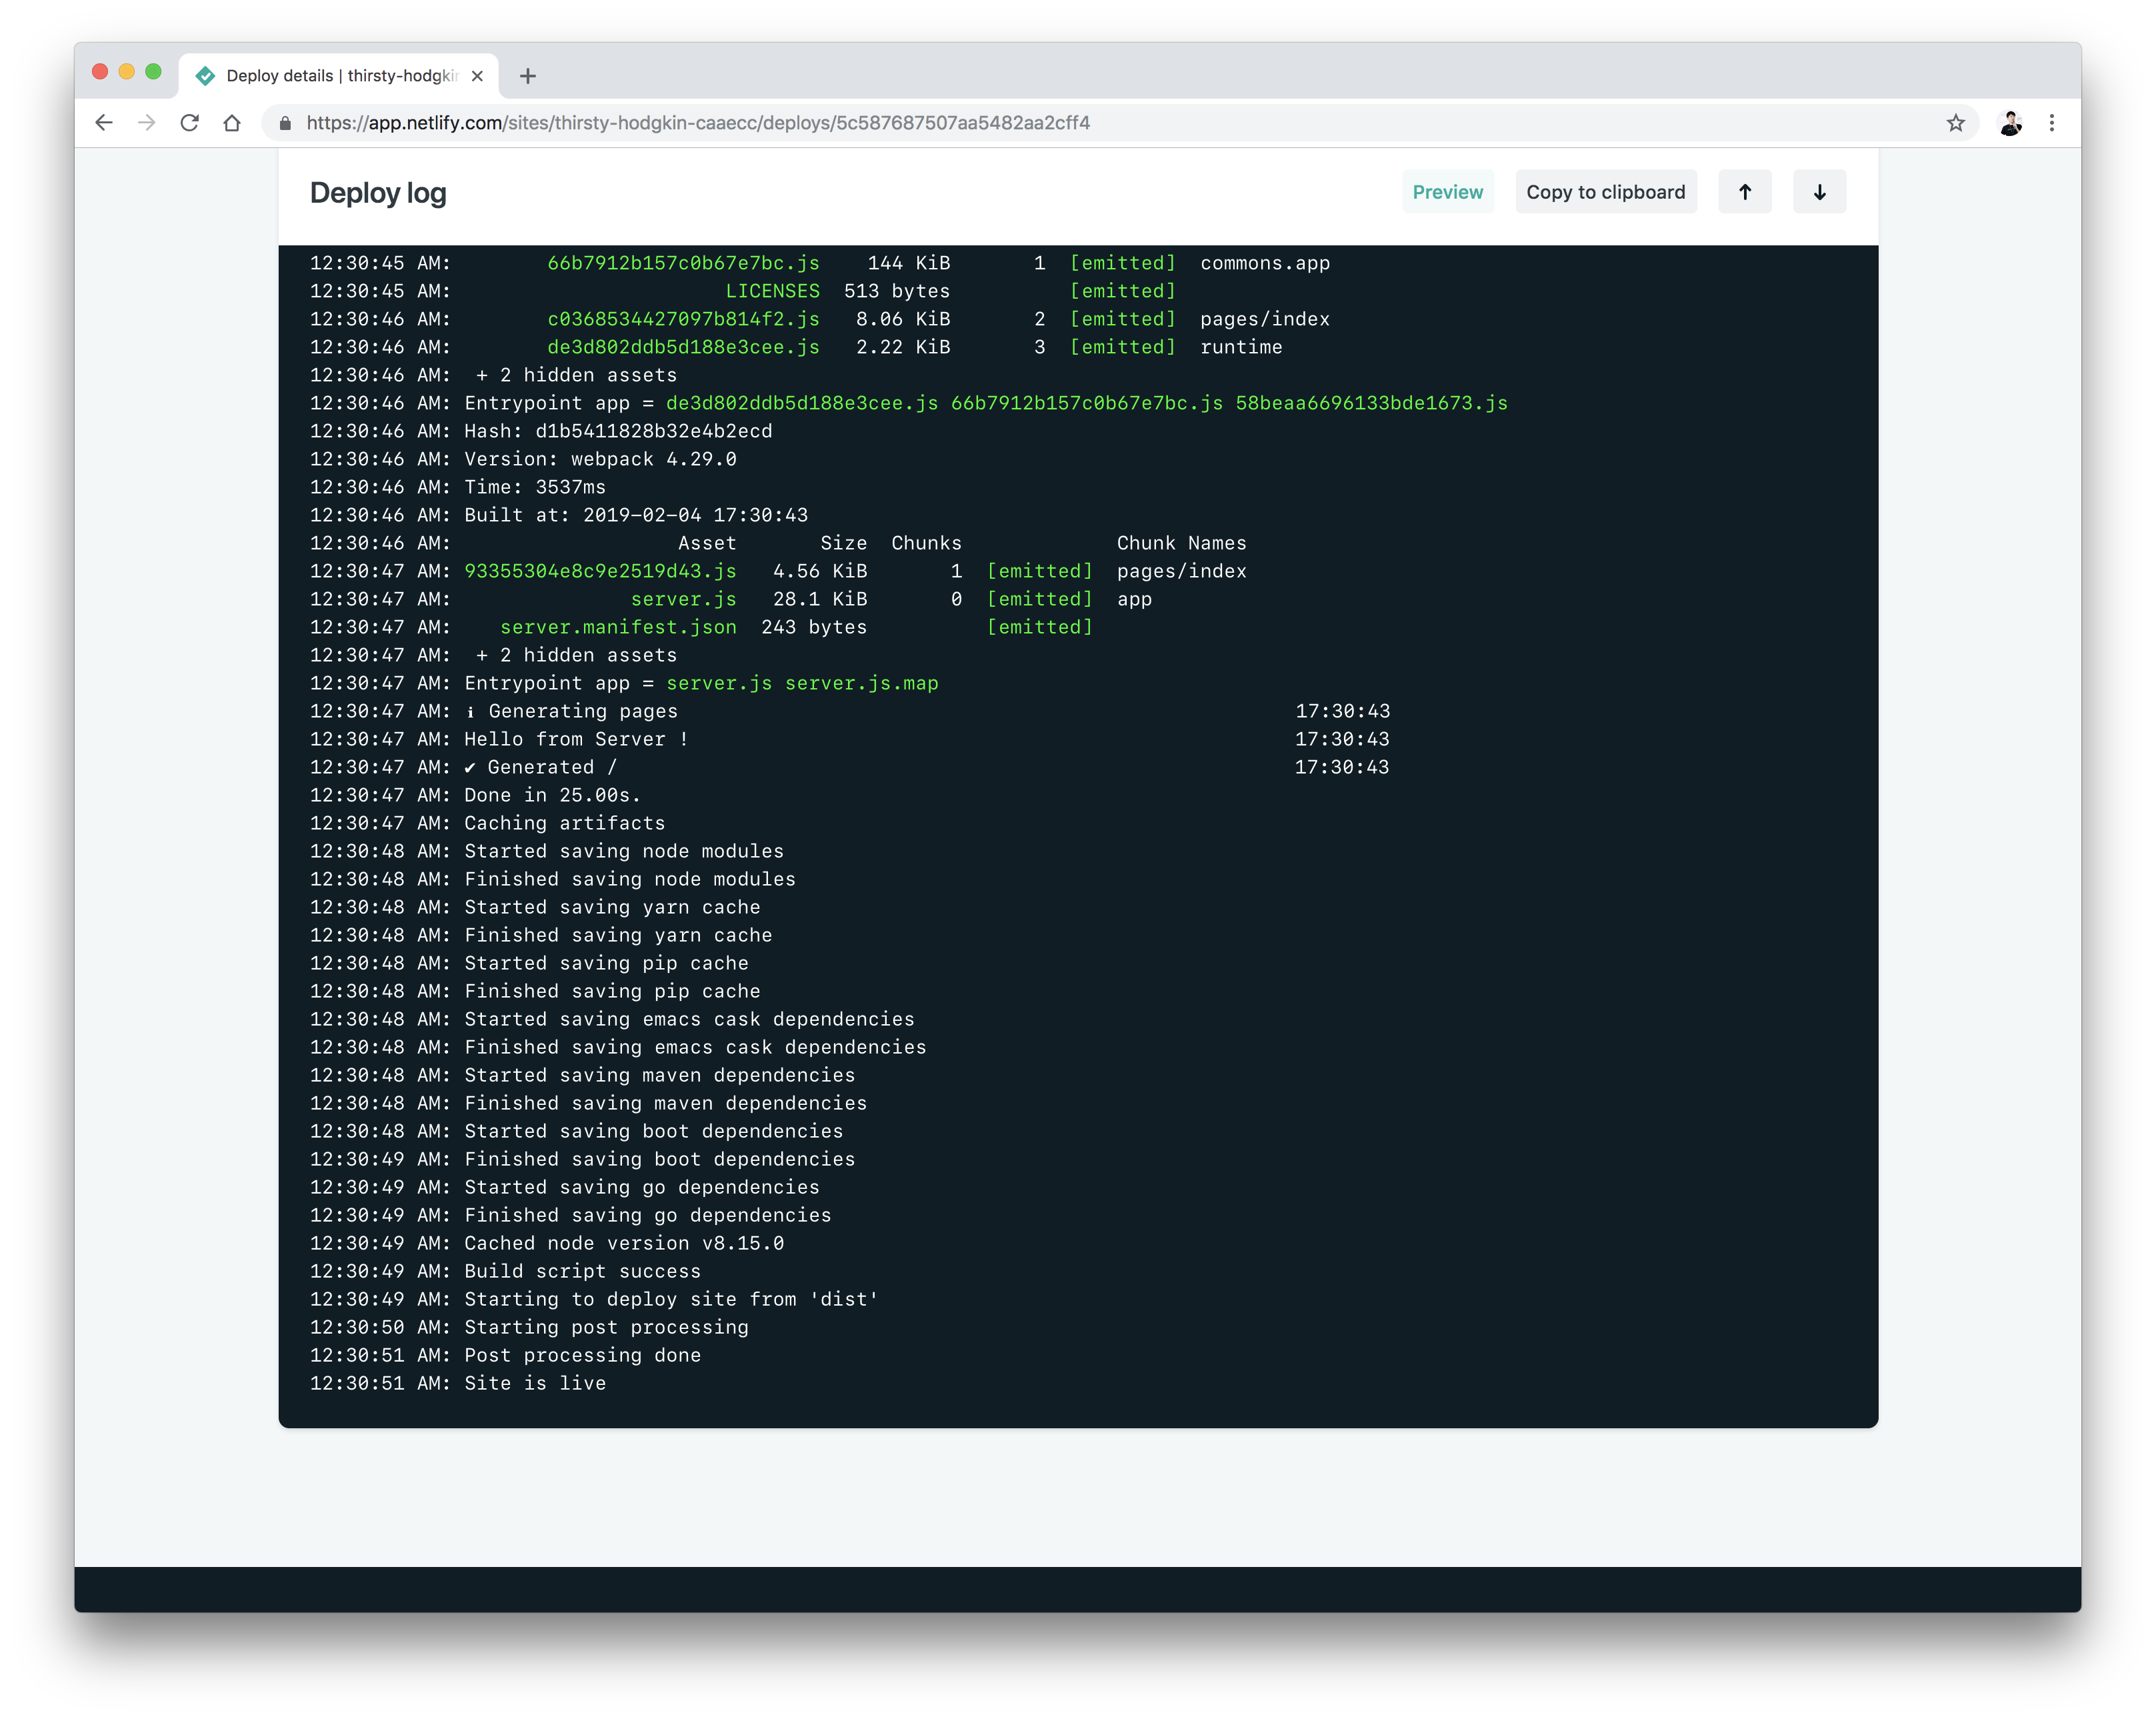 Deploy details | thirsty-hodgkin
https://app.netlify.com/sites/thirsty-hodgkin-caaecc/deploys/5c587687507aa5482aa2cff4
Deploy log
Preview
Copy to clipboard
12:30:45 AM: 66b7912b157c0b67e7bc.js 144 KiB 1 [emitted] commons.app
12:30:45 AM: LICENSES 513 bytes [emitted]
12:30:46 AM: c0368534427097b814f2.js 8.06 KiB 2 [emitted] pages/index
12:30:46 AM: de3d802ddb5d188e3cee.js 2.22 KiB 3 [emitted] runtime
12:30:46 AM: + 2 hidden assets
12:30:46 AM: Entrypoint app = de3d802ddb5d188e3cee.js 66b7912b157c0b67e7bc.js 58beaa6696133bde1673.js
12:30:46 AM: Hash: d1b5411828b32e4b2ecd
12:30:46 AM: Version: webpack 4.29.0
12:30:46 AM: Time: 3537ms
12:30:46 AM: Built at: 2019-02-04 17:30:43
12:30:46 AM: Asset Size Chunks Chunk Names
12:30:47 AM: 93355304e8c9e2519d43.js 4.56 KiB 1 [emitted] pages/index
12:30:47 AM: server.js 28.1 KiB 0 [emitted] app
12:30:47 AM: server.manifest.json 243 bytes [emitted]
12:30:47 AM: + 2 hidden assets
12:30:47 AM: Entrypoint app = server.js server.js.map
12:30:47 AM: ℹ Generating pages 17:30:43
12:30:47 AM: Hello from Server ! 17:30:43
12:30:47 AM: ✔ Generated / 17:30:43
12:30:47 AM: Done in 25.00s.
12:30:47 AM: Caching artifacts
12:30:48 AM: Started saving node modules
12:30:48 AM: Finished saving node modules
12:30:48 AM: Started saving yarn cache
12:30:48 AM: Finished saving yarn cache
12:30:48 AM: Started saving pip cache
12:30:48 AM: Finished saving pip cache
12:30:48 AM: Started saving emacs cask dependencies
12:30:48 AM: Finished saving emacs cask dependencies
12:30:48 AM: Started saving maven dependencies
12:30:48 AM: Finished saving maven dependencies
12:30:48 AM: Started saving boot dependencies
12:30:49 AM: Finished saving boot dependencies
12:30:49 AM: Started saving go dependencies
12:30:49 AM: Finished saving go dependencies
12:30:49 AM: Cached node version v8.15.0
12:30:49 AM: Build script success
12:30:49 AM: Starting to deploy site from 'dist'
12:30:50 AM: Starting post processing
12:30:51 AM: Post processing done
12:30:51 AM: Site is live